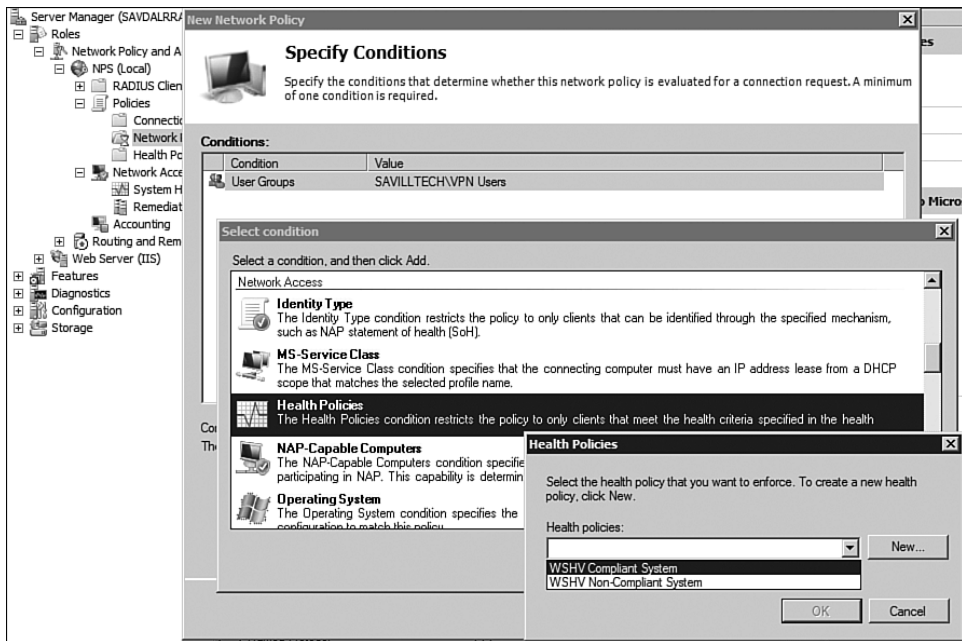 Server Manager (SAVDALRRA
Roles
Network Policy and A
NPS (Local)
RADIUS Clien
Policies
Connectio
Network I
Health Po
Network Acce
System H
Remediat
Accounting
Routing and Rem
Web Server (IIS)
Features
Diagnostics
Configuration
Storage
New Network Policy
es
Specify Conditions
Specify the conditions that determine whether this network policy is evaluated for a connection request. A minimum
of one condition is required.
Conditions:
Condition Value
User Groups SAVILLTECH\VPN Users
o Micros
Select condition
Select a condition, and then click Add.
Network Access
Identity Type
The Identity Type condition restricts the policy to only clients that can be identified through the specified mechanism,
such as NAP statement of health (SoH).
MS-Service Class
The MS-Service Class condition specifies that the connecting computer must have an IP address lease from a DHCP
scope that matches the selected profile name.
Health Policies
The Health Policies condition restricts the policy to only clients that meet the health criteria specified in the health
Co
The
NAP-Capable Computers
The NAP-Capable Computers condition specifie
participating in NAP. This capability is determin
Operating System
The Operating System condition specifies the
configuration to match this policy
Health Policies
Select the health policy that you want to enforce. To create a new health
policy, click New.
Health policies:
New...
WSHV Compliant System
WSHV Non-Compliant System
OK Cancel